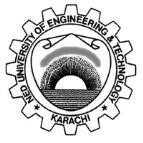 NED UNIVERSITY OF ENGINEERING & TECHNOLOGY
KARACHI